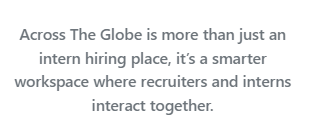 Across The Globe is more than just an
intern hiring place, it's a smarter
workspace where recruiters and interns
interact together.